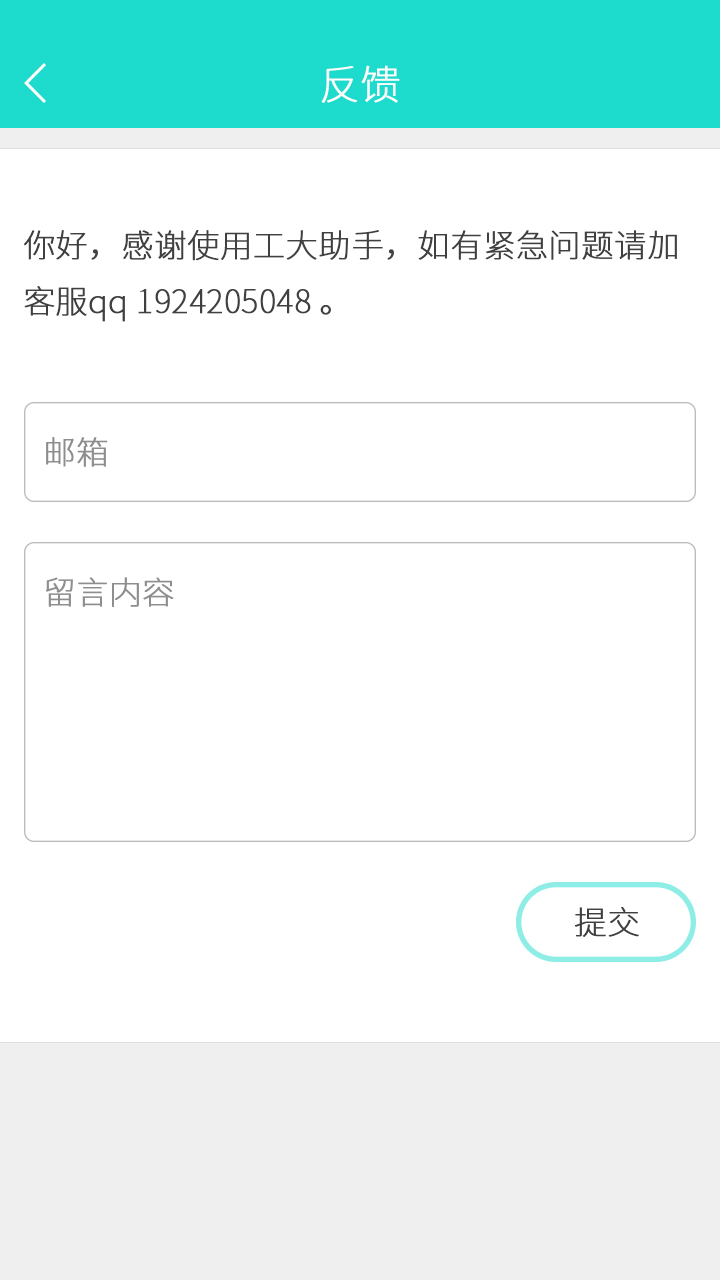 反馈
你好，感谢使用工大助手，如有紧急问题请加
客服qq 1924205048 。
邮箱
留言内容
提交